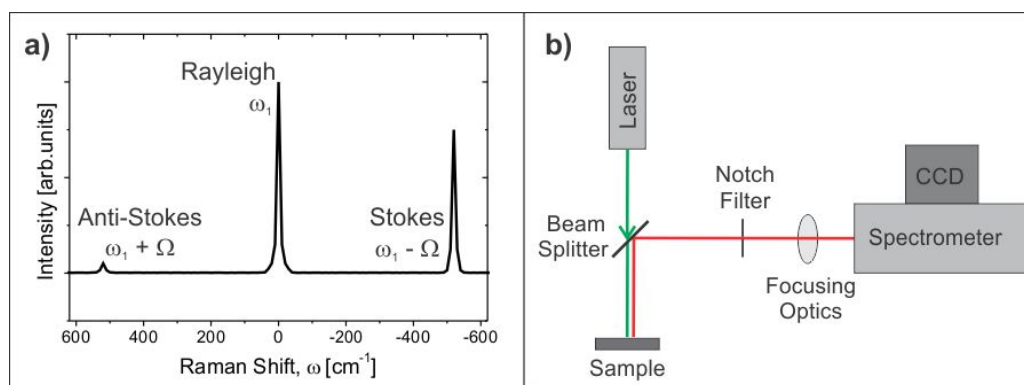 a)
Rayleigh
ω₁
Anti-Stokes
ω₁ + Ω
Stokes
ω₁ - Ω
Intensity [arb.units]
600 400 200 0 -200 -400 -600
Raman Shift, ω [cm⁻¹]
b)
Laser
Beam
Splitter
Notch
Filter
CCD
Spectrometer
Focusing
Optics
Sample